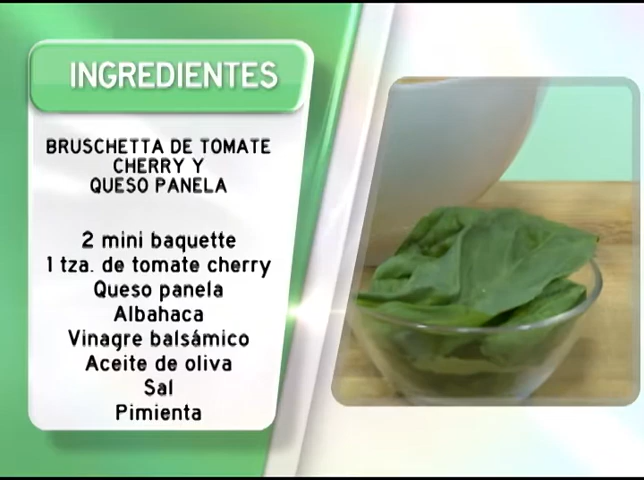 INGREDIENTES
BRUSCHETTA DE TOMATE
CHERRY Y
QUESO PANELA
2 mini baquette
1 tza. de tomate cherry
Queso panela
Albahaca
Vinagre balsámico
Aceite de oliva
Sal
Pimienta